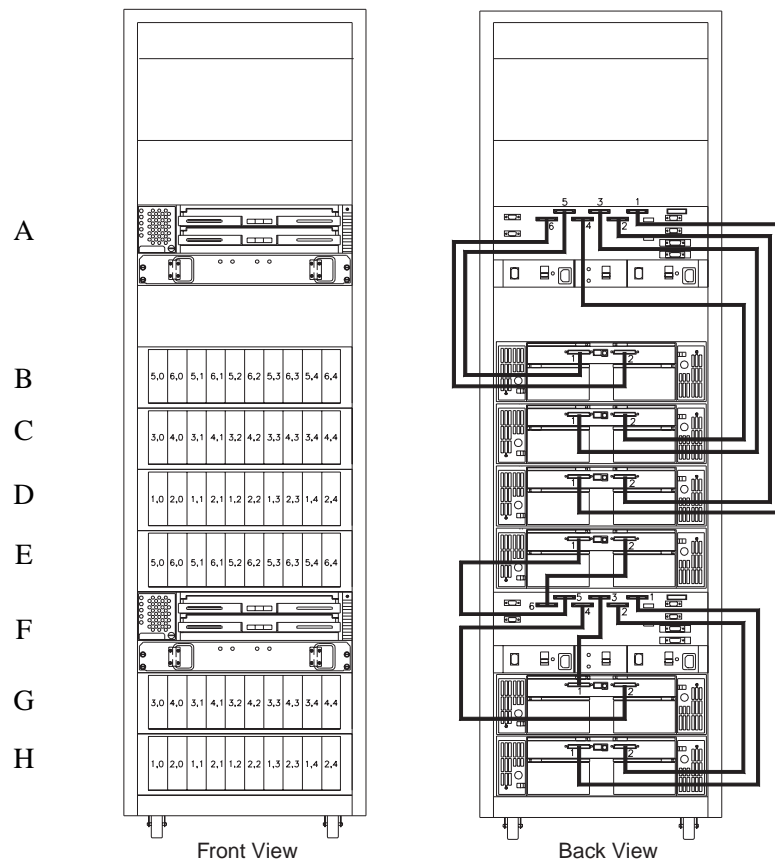 A
B
C
D
E
F
G
H
5,0 6,0 5,1 6,1 5,2 6,2 5,3 6,3 5,4 6,4
3,0 4,0 3,1 4,1 3,2 4,2 3,3 4,3 3,4 4,4
1,0 2,0 1,1 2,1 1,2 2,2 1,3 2,3 1,4 2,4
5,0 6,0 5,1 6,1 5,2 6,2 5,3 6,3 5,4 6,4
3,0 4,0 3,1 4,1 3,2 4,2 3,3 4,3 3,4 4,4
1,0 2,0 1,1 2,1 1,2 2,2 1,3 2,3 1,4 2,4
Front View
5 3 1
6 4 2
1 2
1 2
1 2
1 2
5 3 1
6 4 2
1 2
1 2
Back View